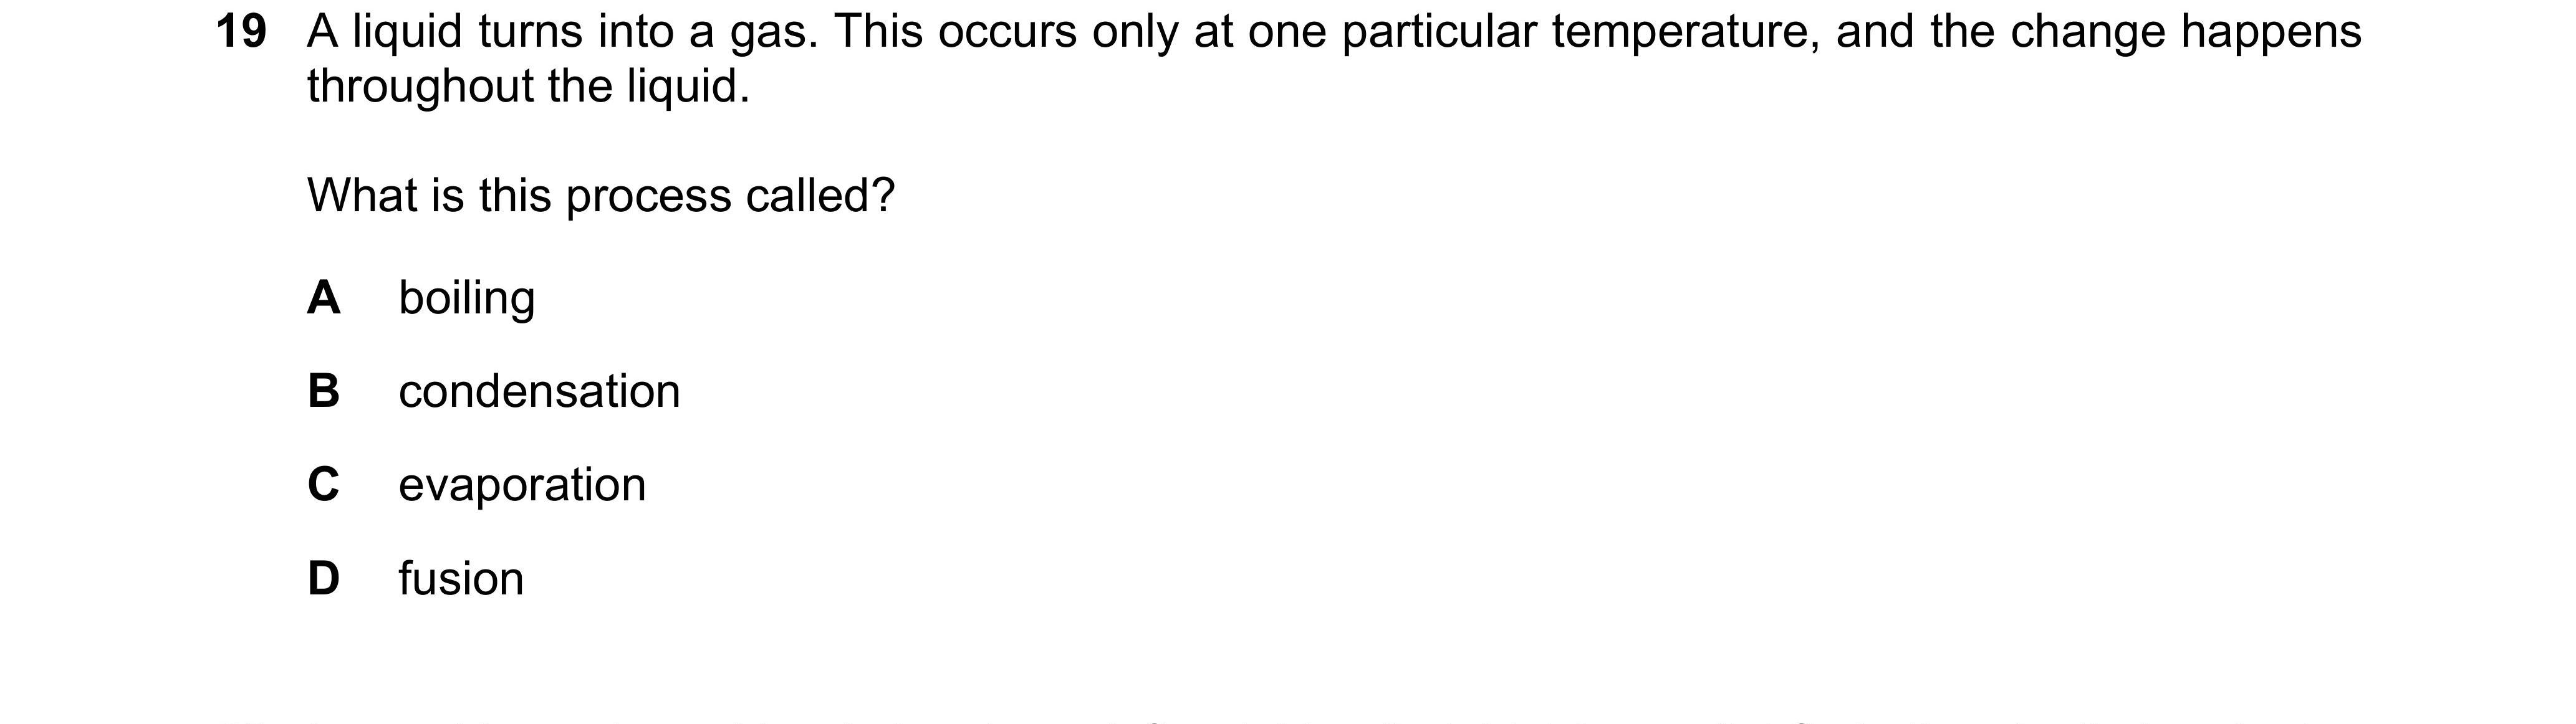 19 A liquid turns into a gas. This occurs only at one particular temperature, and the change happens
throughout the liquid.
What is this process called?
A boiling
B condensation
C evaporation
D fusion